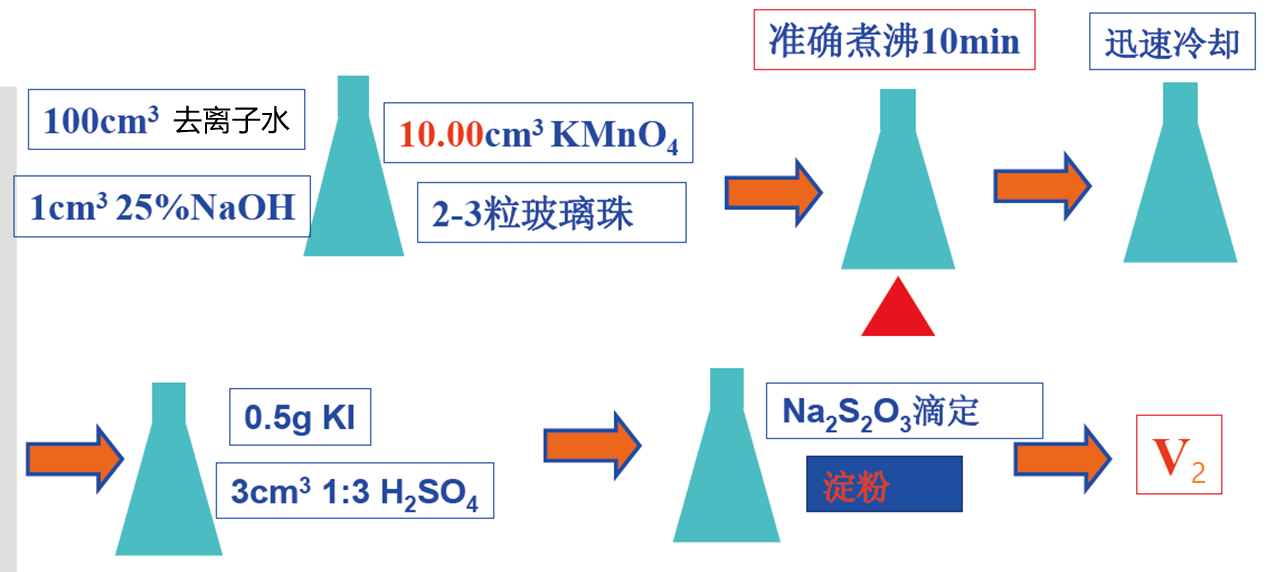 准确煮沸10min
迅速冷却
100cm³ 去离子水
10.00cm³ KMnO₄
1cm³ 25%NaOH
2-3粒玻璃珠
0.5g KI
3cm³ 1:3 H₂SO₄
Na₂S₂O₃滴定
淀粉
V₂